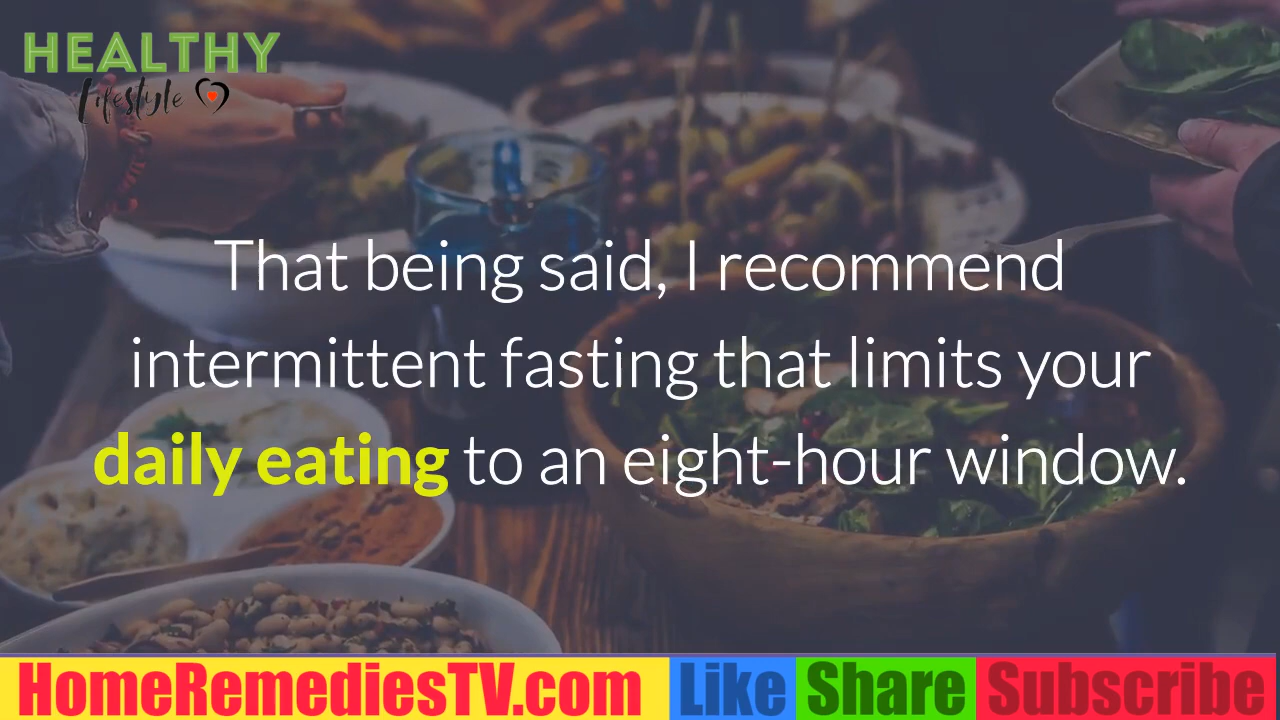 HEALTHY
Lifestyle
That being said, I recommend
intermittent fasting that limits your
daily eating to an eight-hour window.
HomeRemediesTV.com Like Share Subscribe